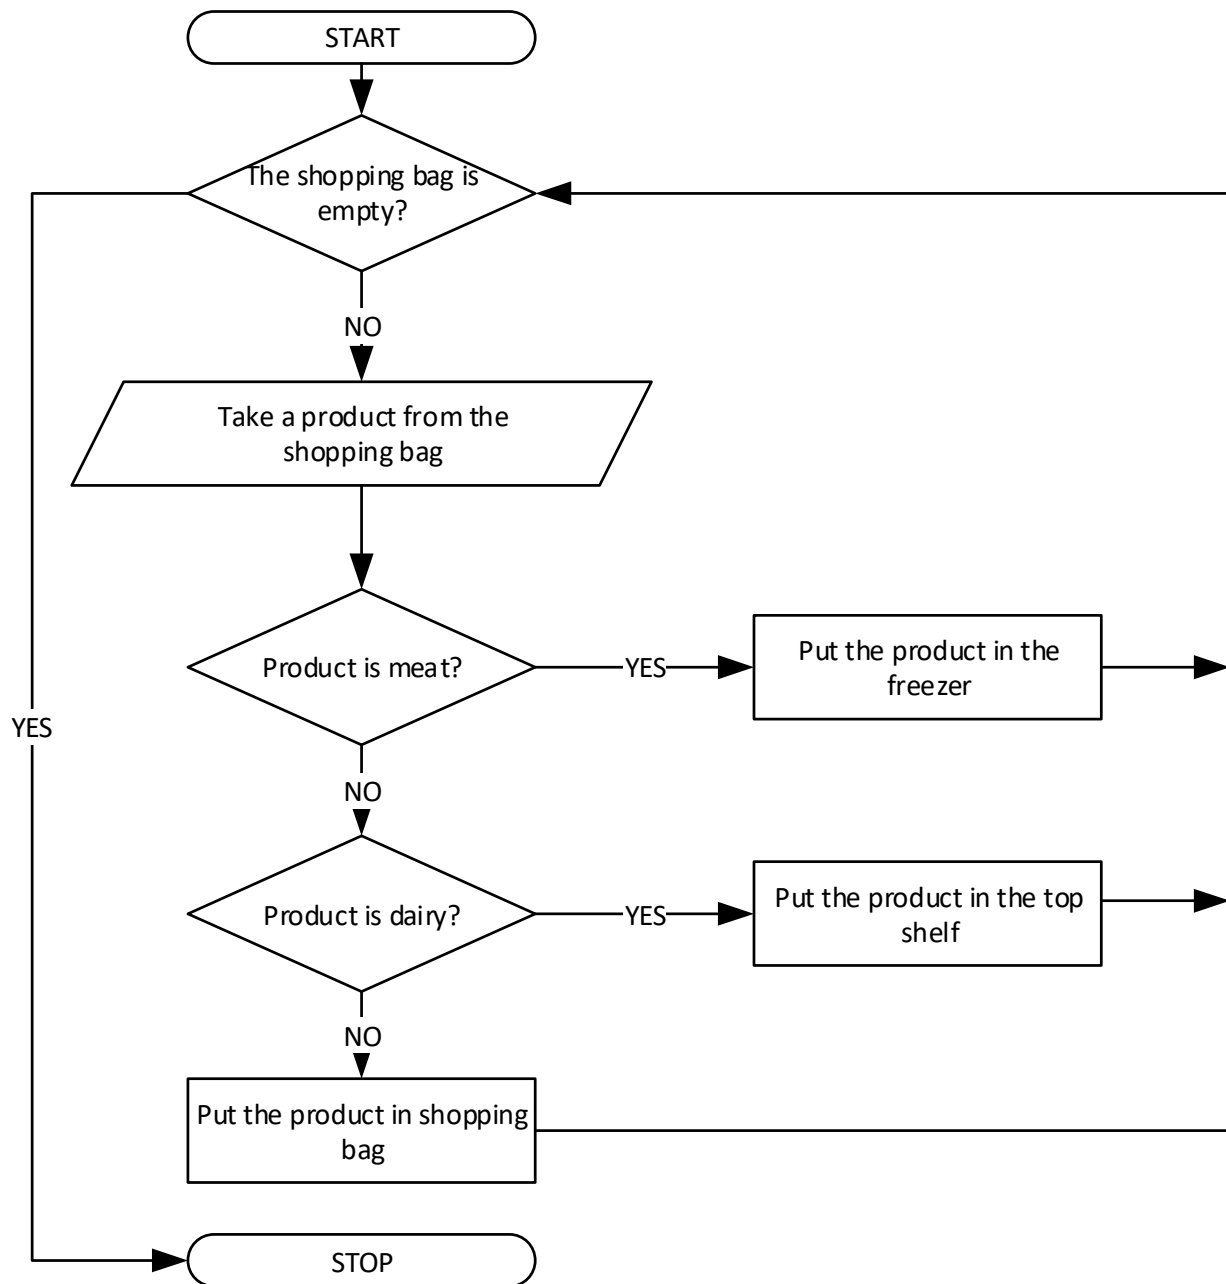 START
The shopping bag is
empty?
NO
Take a product from the
shopping bag
Product is meat?
YES
Put the product in the
freezer
YES
NO
Product is dairy?
YES
Put the product in the top
shelf
NO
Put the product in shopping
bag
STOP